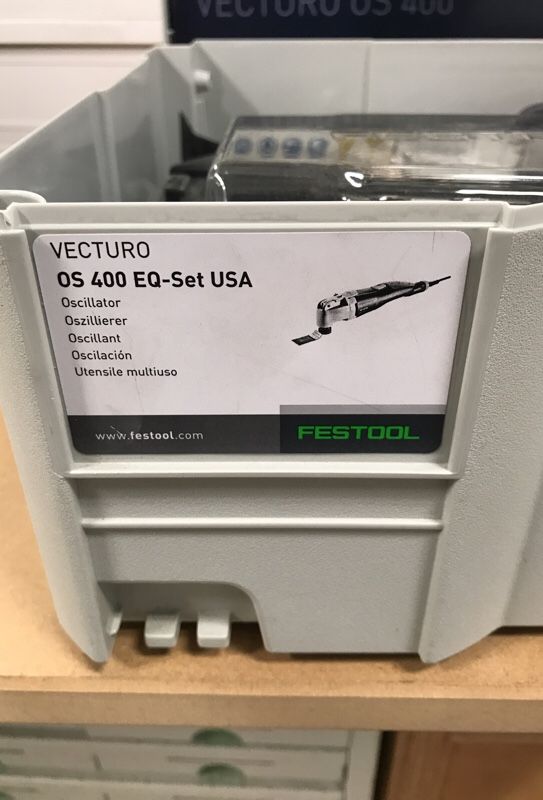 VECTURO OS 400
VECTURO
OS 400 EQ-Set USA
Oscillator
Oszillierer
Oscillant
Oscilación
Utensile multiuso
www.festool.com
FESTOOL